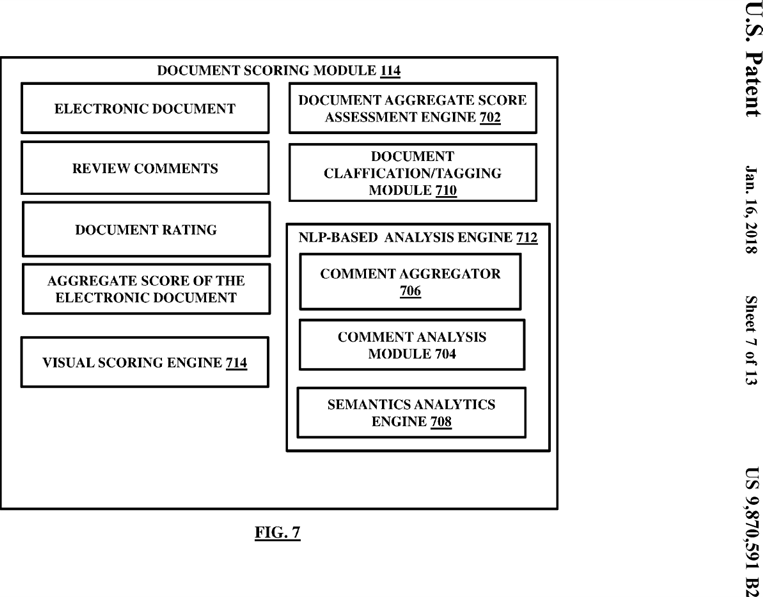 DOCUMENT SCORING MODULE 114
ELECTRONIC DOCUMENT
REVIEW COMMENTS
DOCUMENT RATING
AGGREGATE SCORE OF THE
ELECTRONIC DOCUMENT
VISUAL SCORING ENGINE 714
DOCUMENT AGGREGATE SCORE
ASSESSMENT ENGINE 702
DOCUMENT
CLAFFICATION/TAGGING
MODULE 710
NLP-BASED ANALYSIS ENGINE 712
COMMENT AGGREGATOR
706
COMMENT ANALYSIS
MODULE 704
SEMANTICS ANALYTICS
ENGINE 708
FIG. 7
U.S. Patent Jan. 16, 2018 Sheet 7 of 13 US 9,870,591 B2